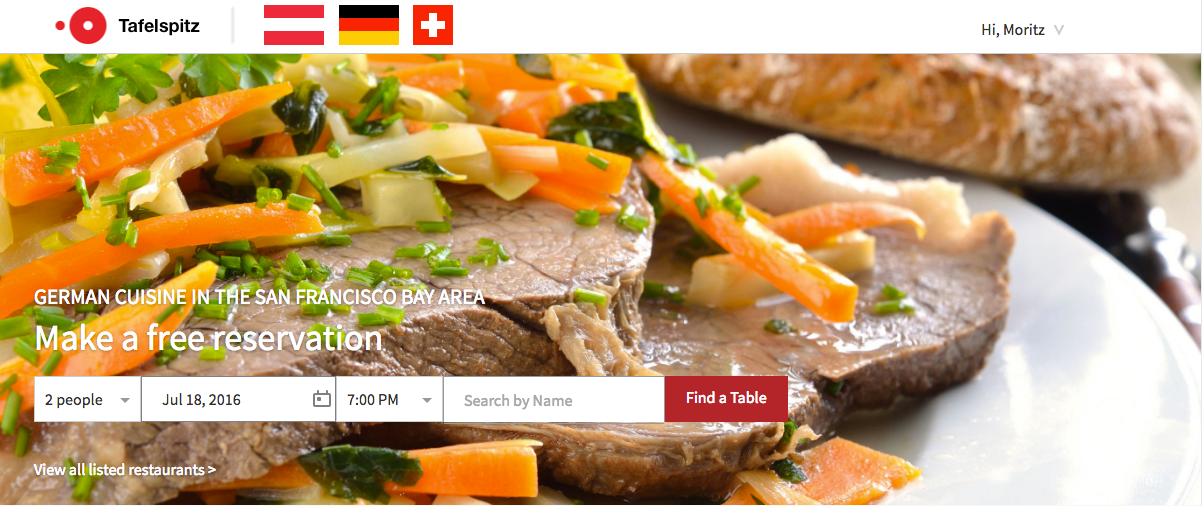 Tafelspitz
Hi, Moritz
GERMAN CUISINE IN THE SAN FRANCISCO BAY AREA
Make a free reservation
2 people
Jul 18, 2016
7:00 PM
Search by Name
Find a Table
View all listed restaurants >